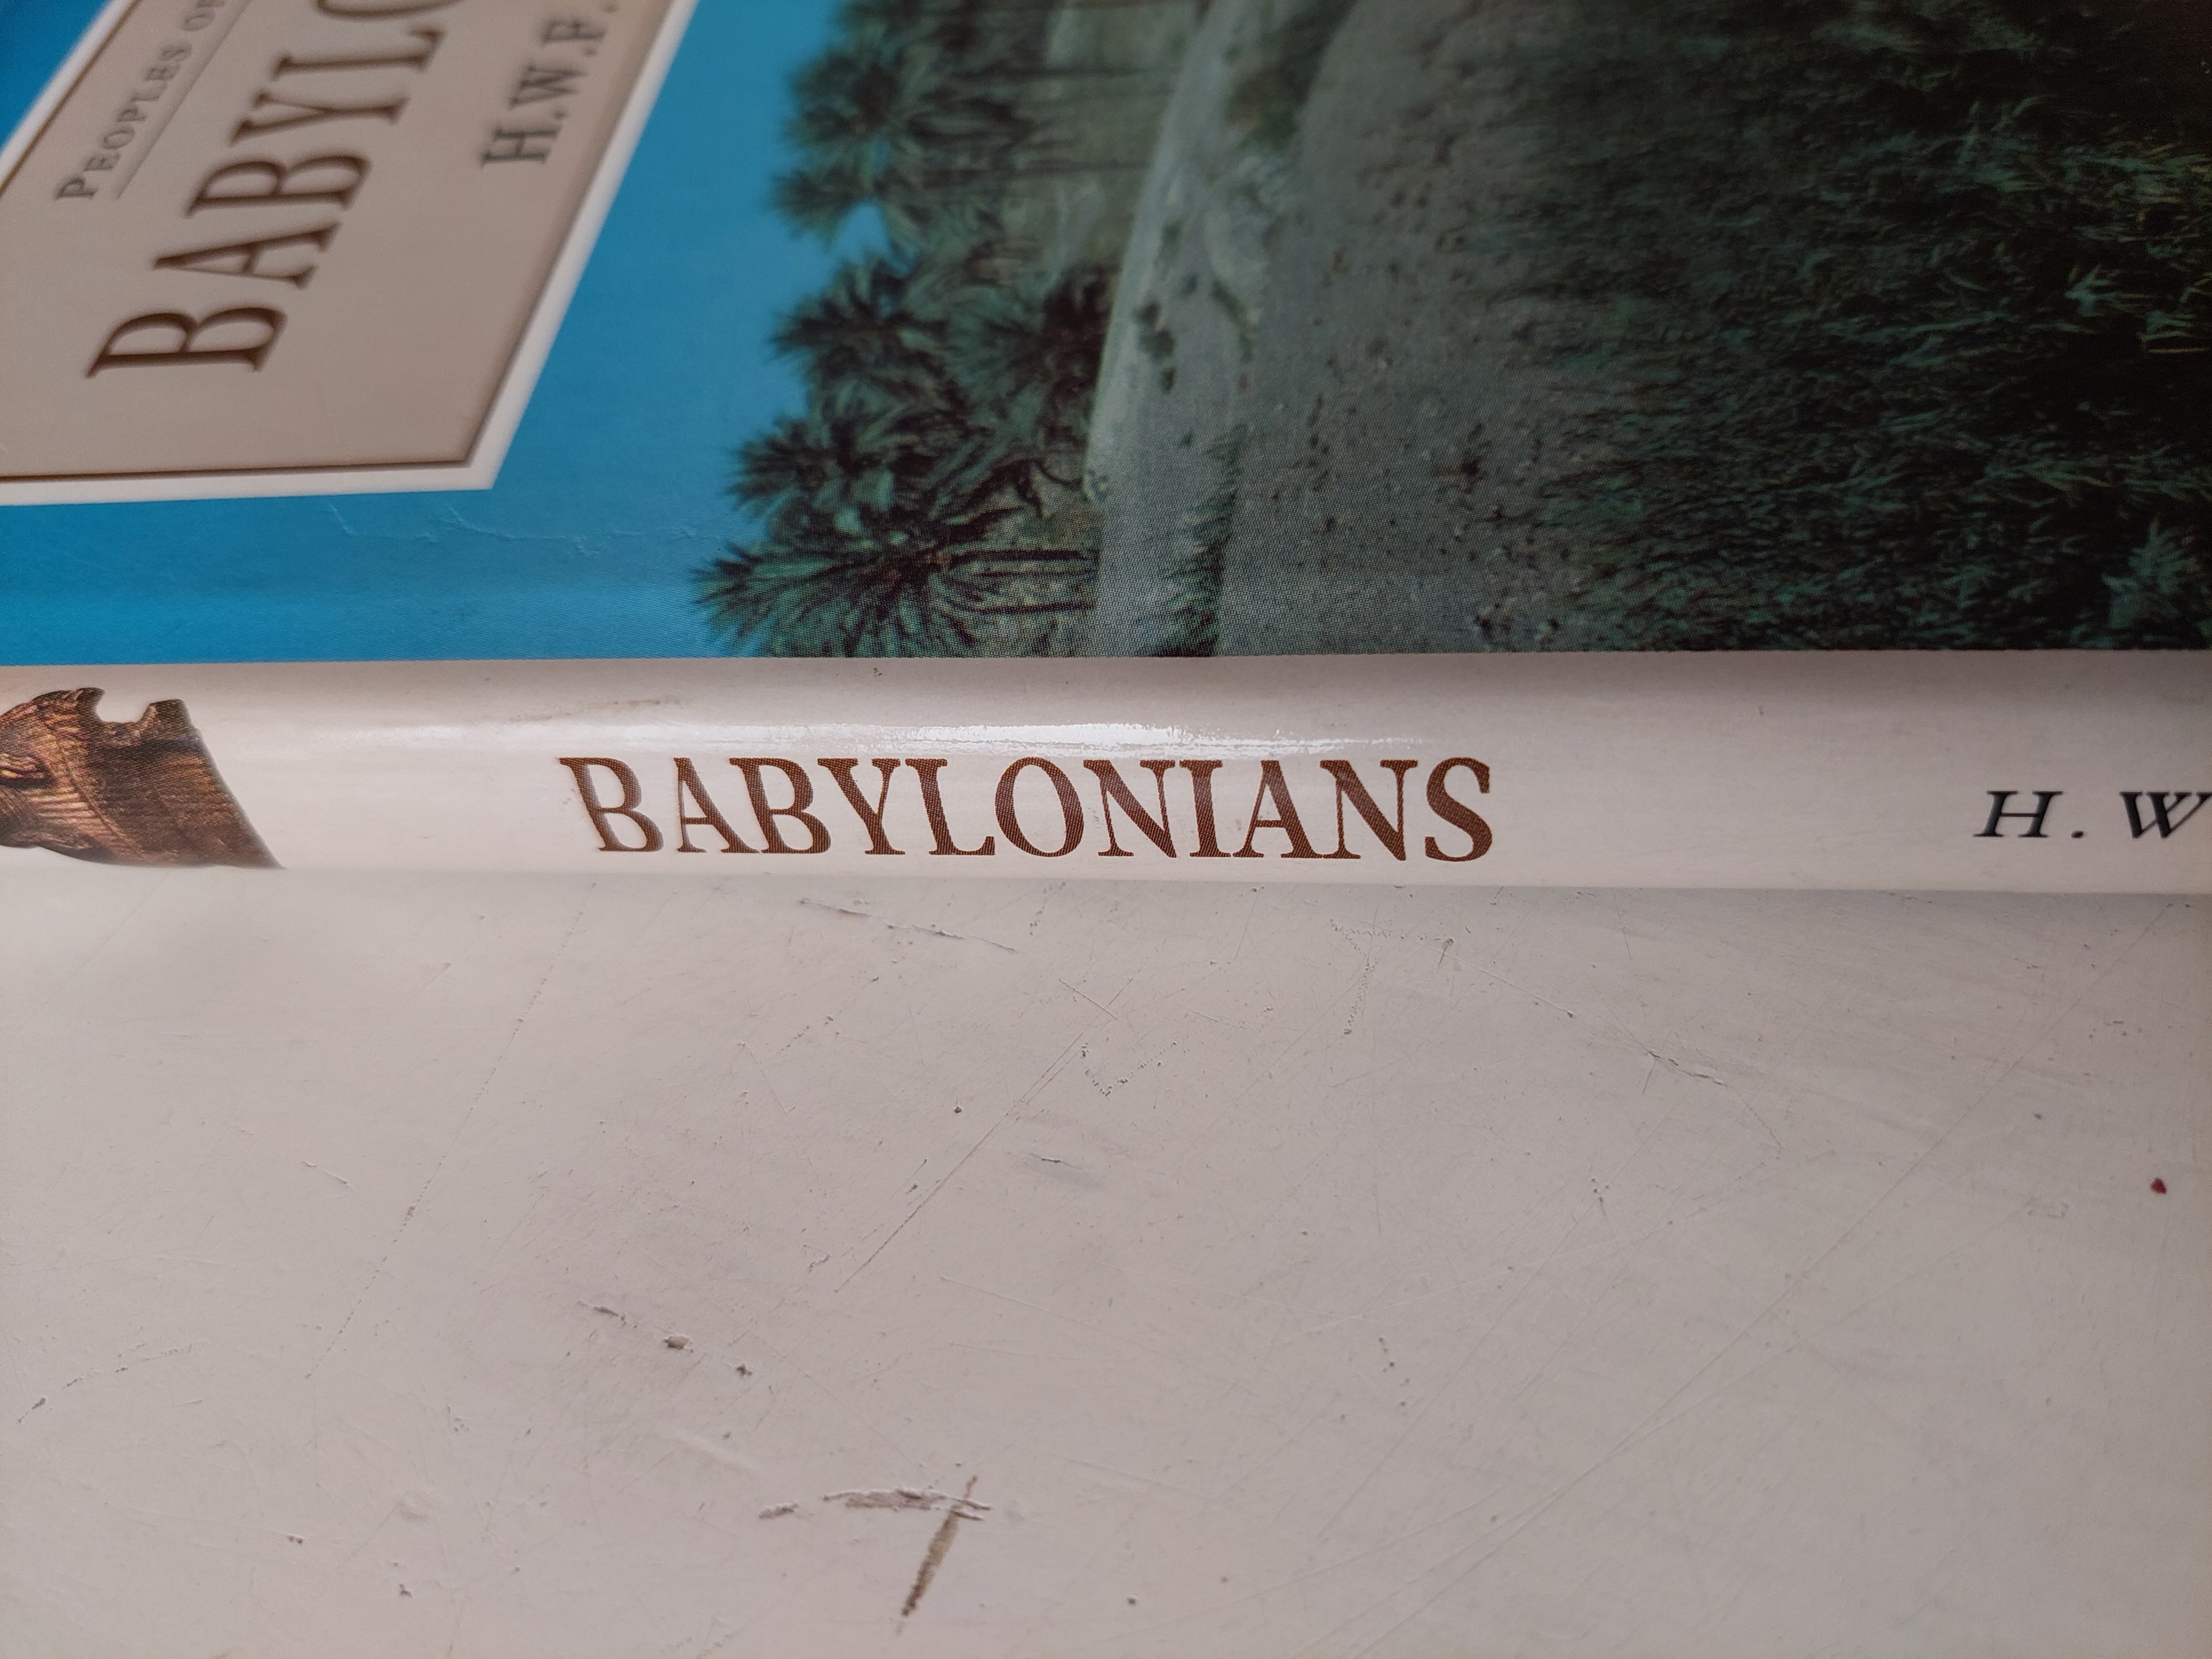 PEOPLES OF
BABYLO
H.W.F.
BABYLONIANS
H. W